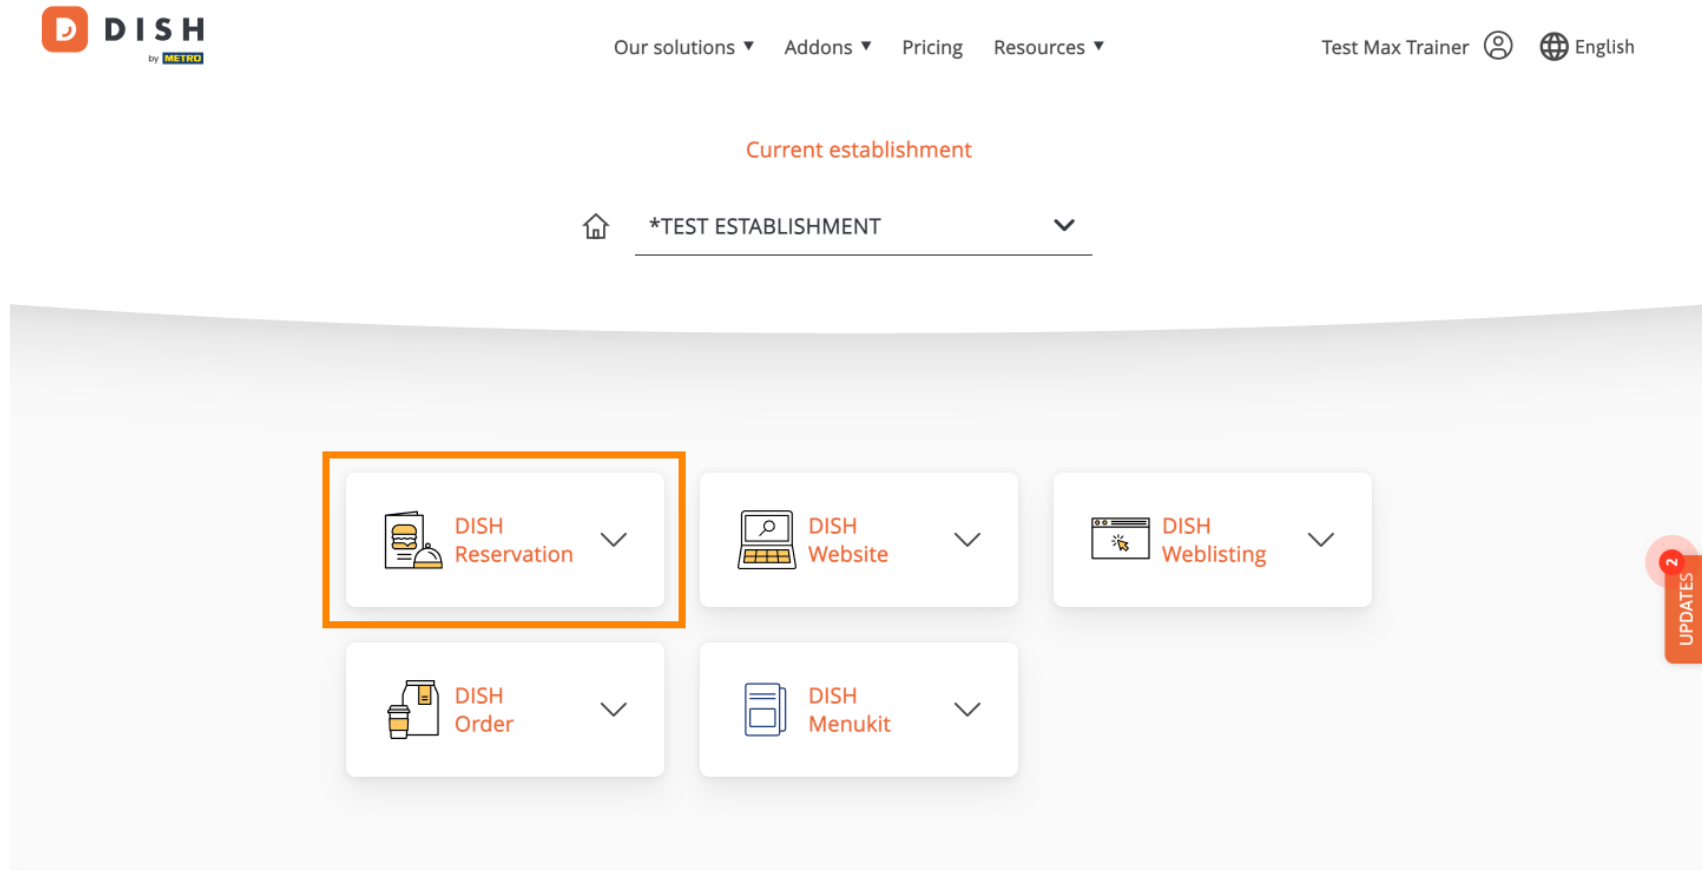 DISH
by METRO
Our solutions ▼ Addons ▼ Pricing Resources ▼
Test Max Trainer English
Current establishment
*TEST ESTABLISHMENT
DISH
Reservation
DISH
Website
DISH
Weblisting
2
UPDATES
DISH
Order
DISH
Menukit